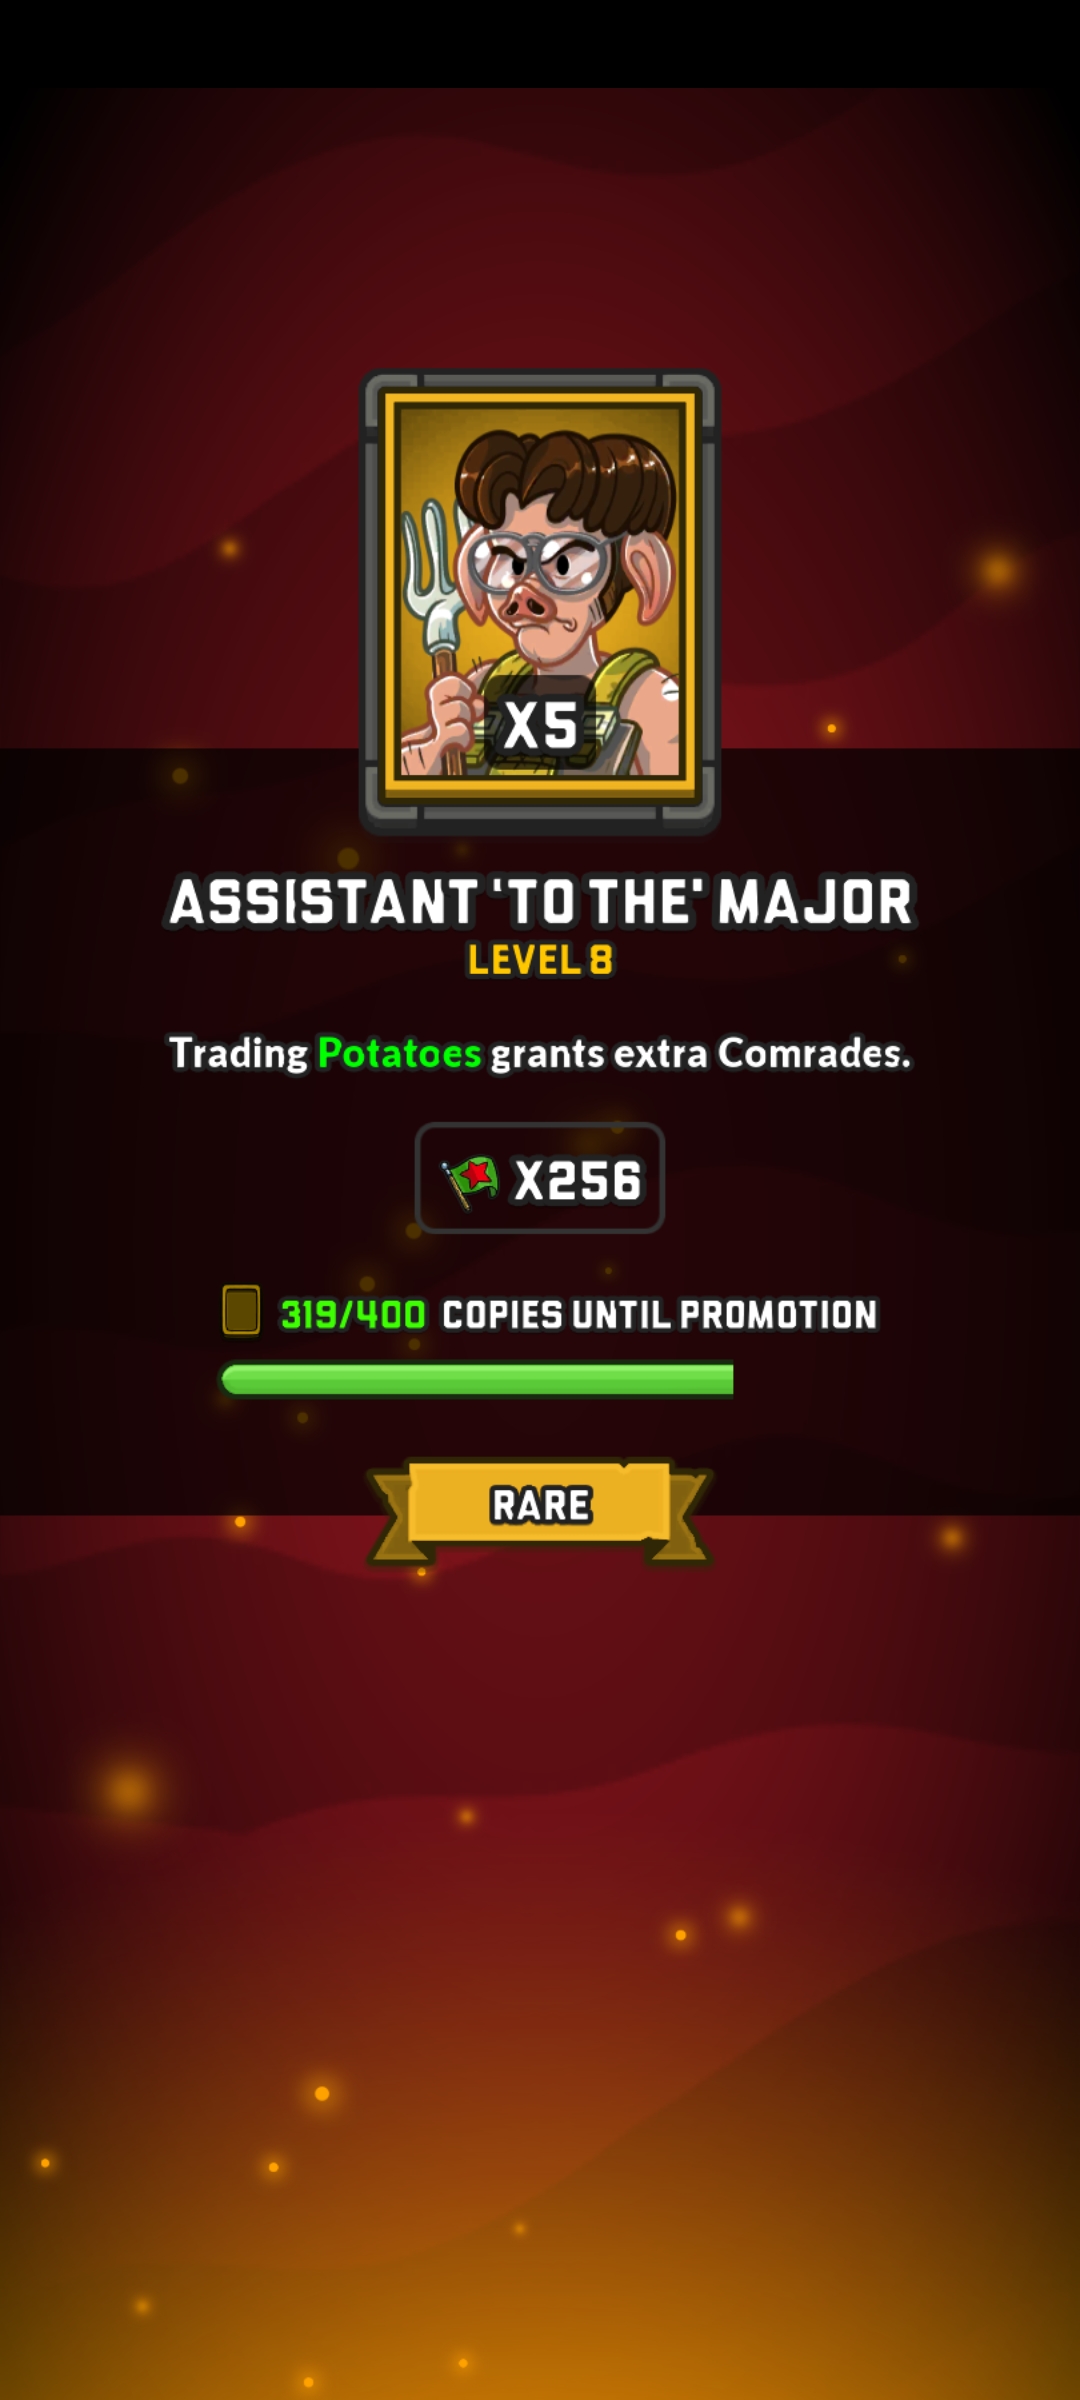 X5
ASSISTANT 'TO THE' MAJOR
LEVEL 8
Trading Potatoes grants extra Comrades.
X256
319/400 COPIES UNTIL PROMOTION
RARE